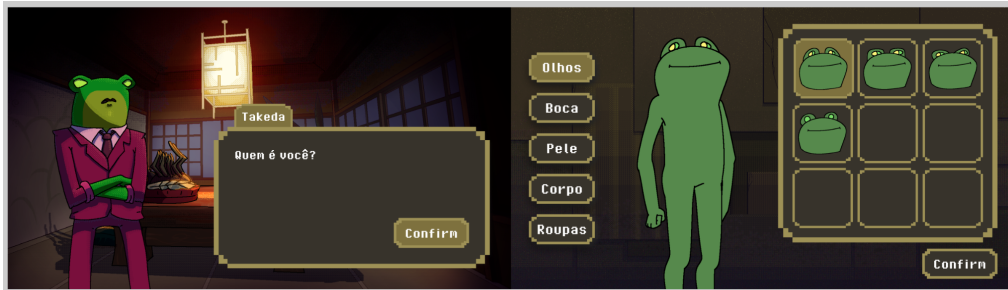 Takeda
Quem é você?
Confirm
Olhos
Boca
Pele
Corpo
Roupas
Confirm